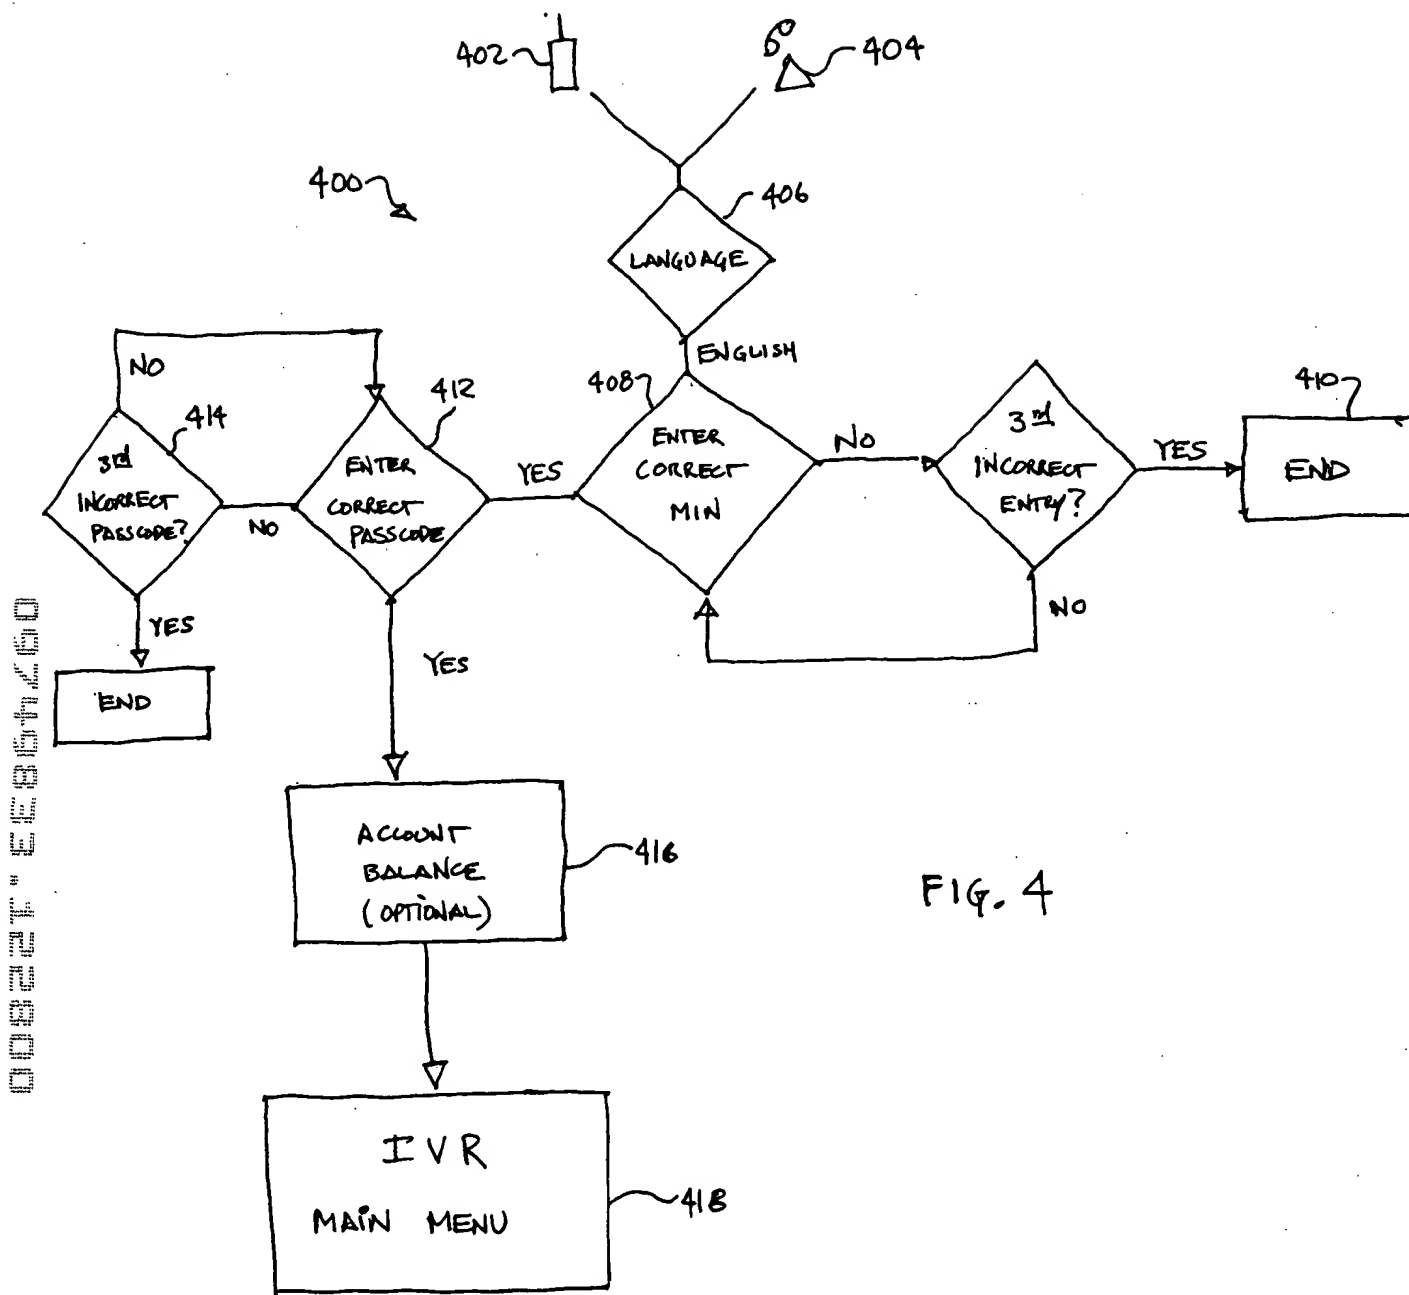 402
404
400
406
LANGUAGE
ENGLISH
NO
414
412
408
410
3rd
INCORRECT
PASSCODE?
NO
ENTER
CORRECT
PASSCODE
YES
ENTER
CORRECT
MIN
NO
3rd
INCORRECT
ENTRY?
YES
END
YES
END
YES
NO
ACCOUNT
BALANCE
(OPTIONAL)
416
FIG. 4
IVR
MAIN MENU
418